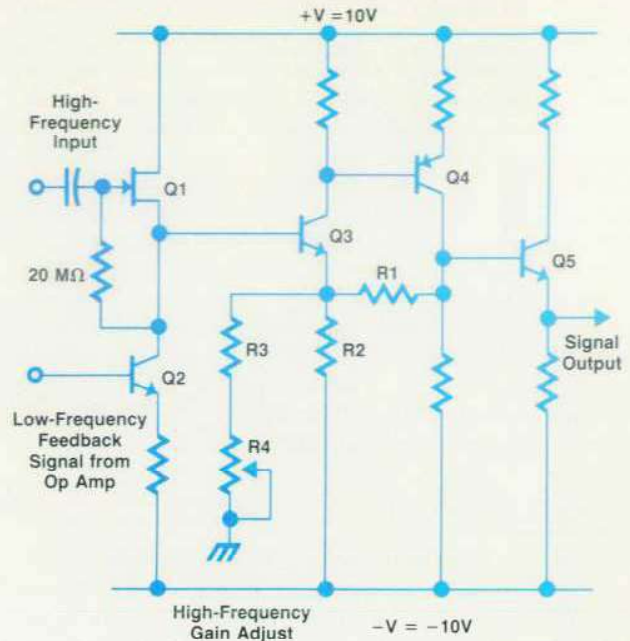 +V = 10V
High-
Frequency
Input
Q1
Q4
Q3
20 MΩ
R1
Q5
Q2
R3
R2
Signal
Output
Low-Frequency
Feedback
Signal from
Op Amp
R4
High-Frequency
Gain Adjust
-V = -10V